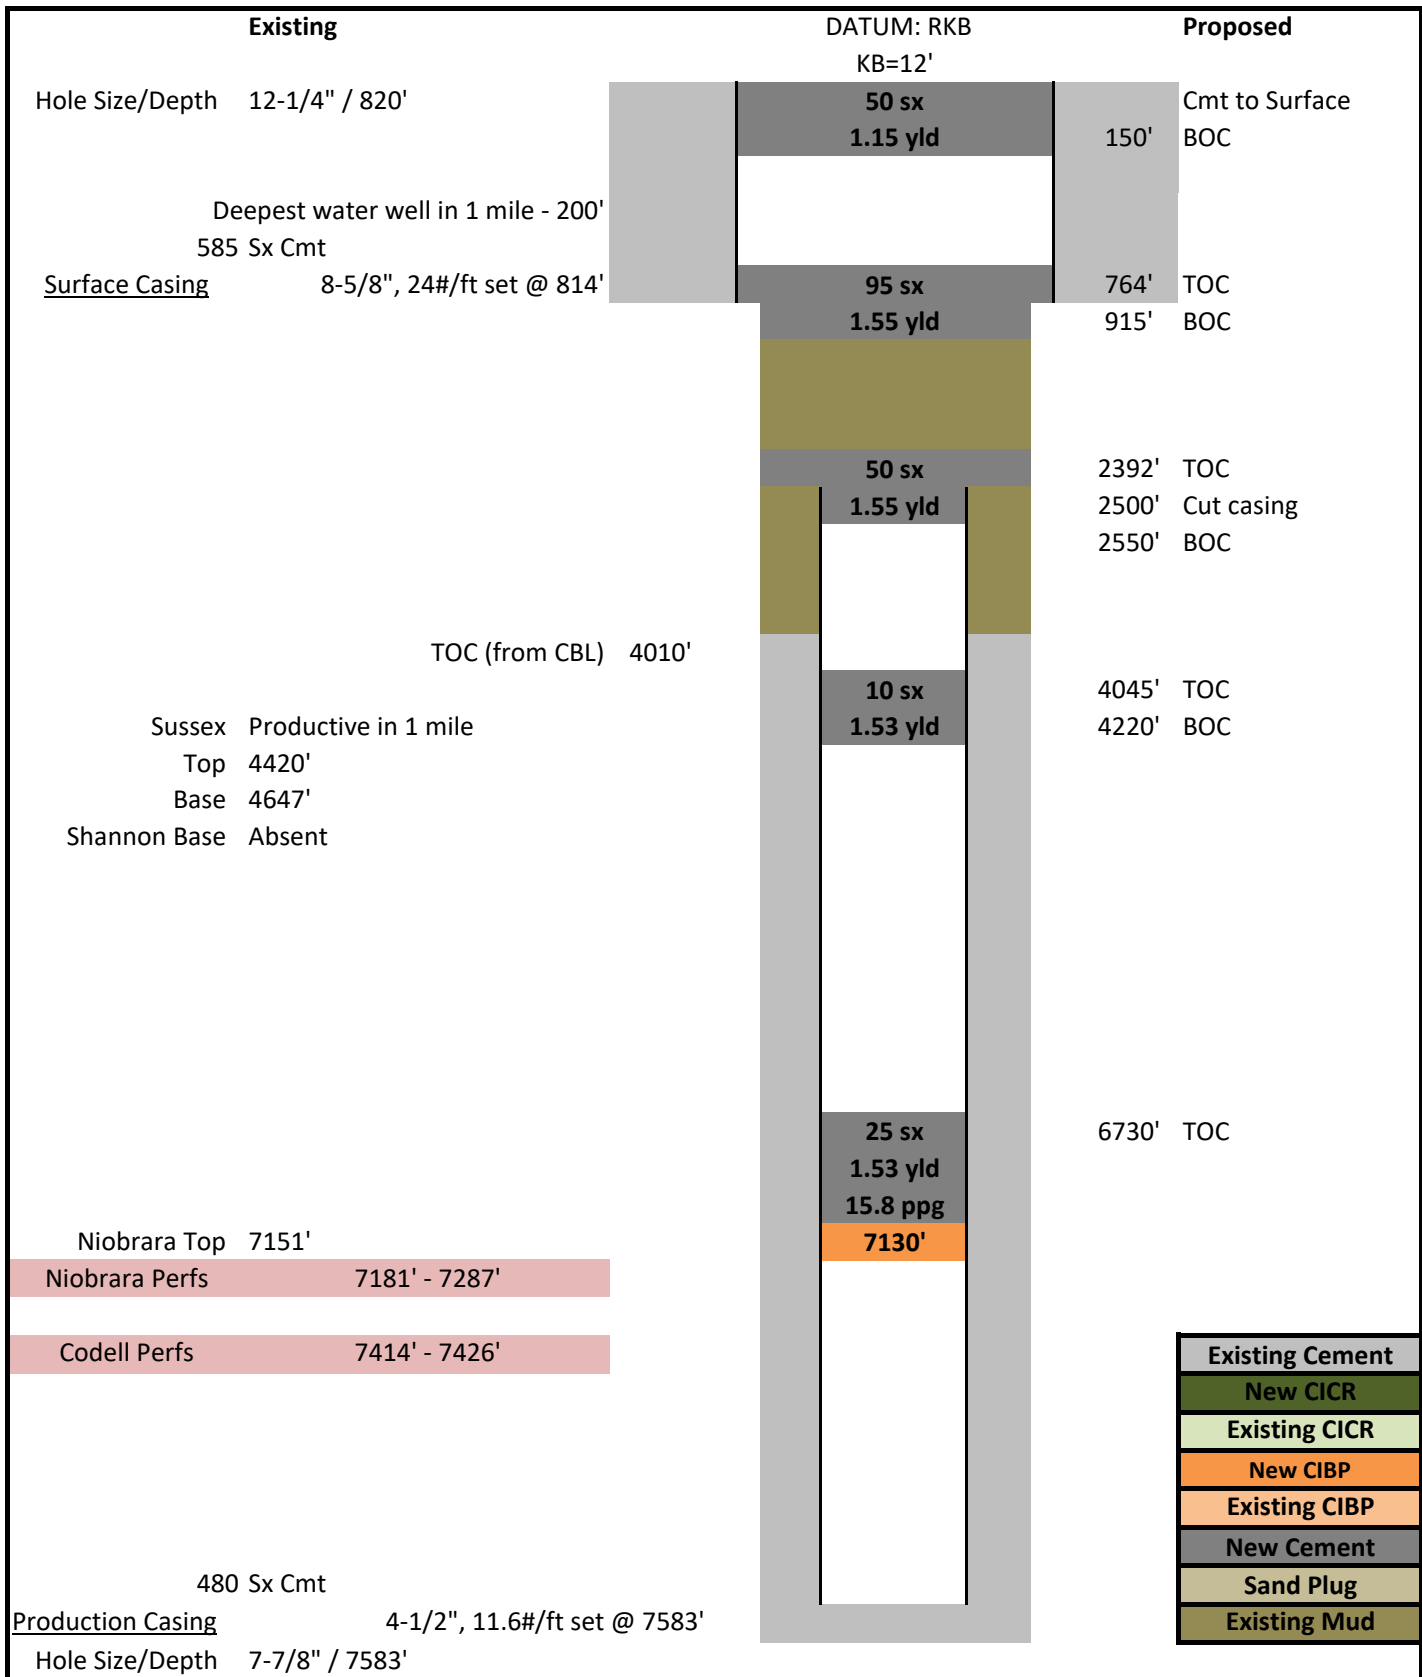 Existing DATUM: RKB Proposed
KB=12'
Hole Size/Depth 12-1/4" / 820' 50 sx Cmt to Surface
1.15 yld 150' BOC
Deepest water well in 1 mile - 200'
585 Sx Cmt
Surface Casing 8-5/8", 24#/ft set @ 814' 95 sx 764' TOC
1.55 yld 915' BOC
50 sx 2392' TOC
1.55 yld 2500' Cut casing
2550' BOC
TOC (from CBL) 4010'
10 sx 4045' TOC
Sussex Productive in 1 mile 1.53 yld 4220' BOC
Top 4420'
Base 4647'
Shannon Base Absent
25 sx 6730' TOC
1.53 yld
15.8 ppg
Niobrara Top 7151' 7130'
Niobrara Perfs 7181' - 7287'
Codell Perfs 7414' - 7426'
Existing Cement
New CICR
Existing CICR
New CIBP
Existing CIBP
New Cement
480 Sx Cmt Sand Plug
Production Casing 4-1/2", 11.6#/ft set @ 7583' Existing Mud
Hole Size/Depth 7-7/8" / 7583'